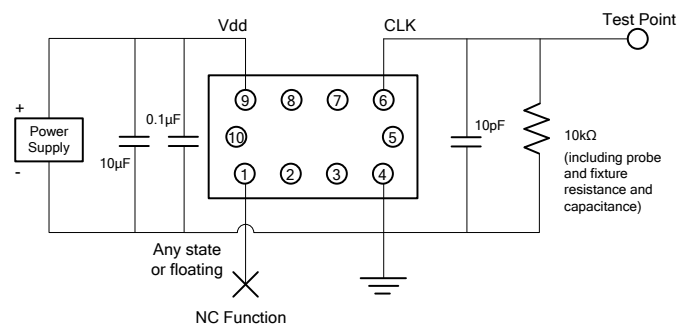 Vdd
CLK
Test Point
+
Power
Supply
-
10µF
0.1µF
9
8
7
6
10
5
1
2
3
4
10pF
10kΩ
(including probe
and fixture
resistance and
capacitance)
Any state
or floating
NC Function